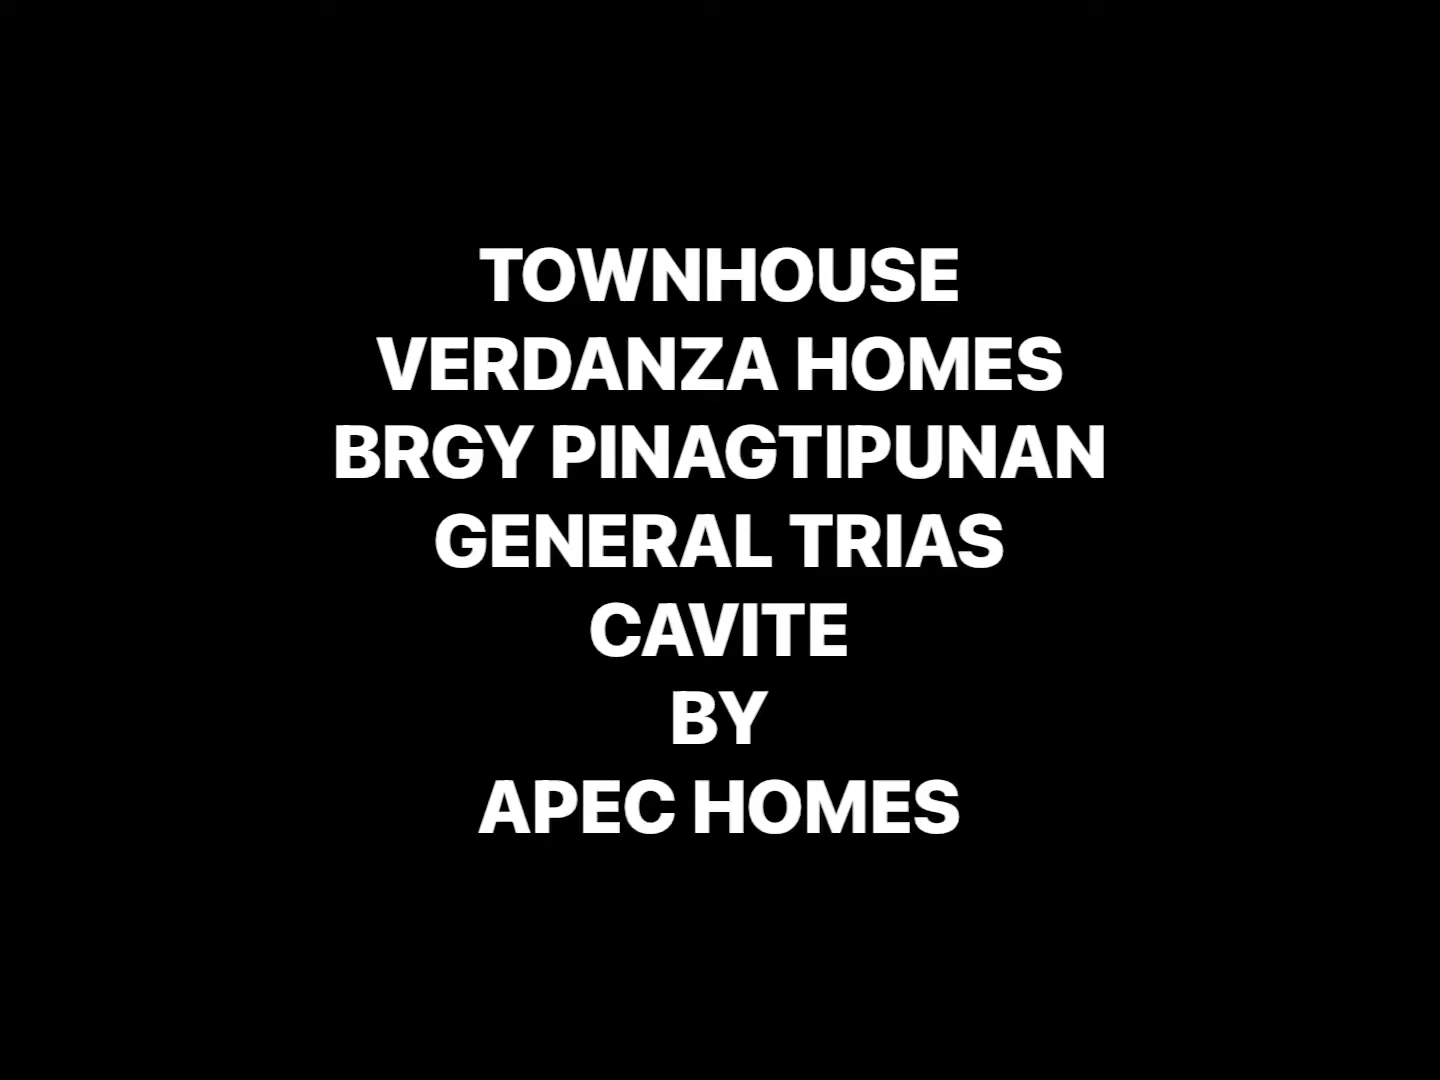 TOWNHOUSE
VERDANZA HOMES
BRGY PINAGTIPUNAN
GENERAL TRIAS
CAVITE
BY
APEC HOMES